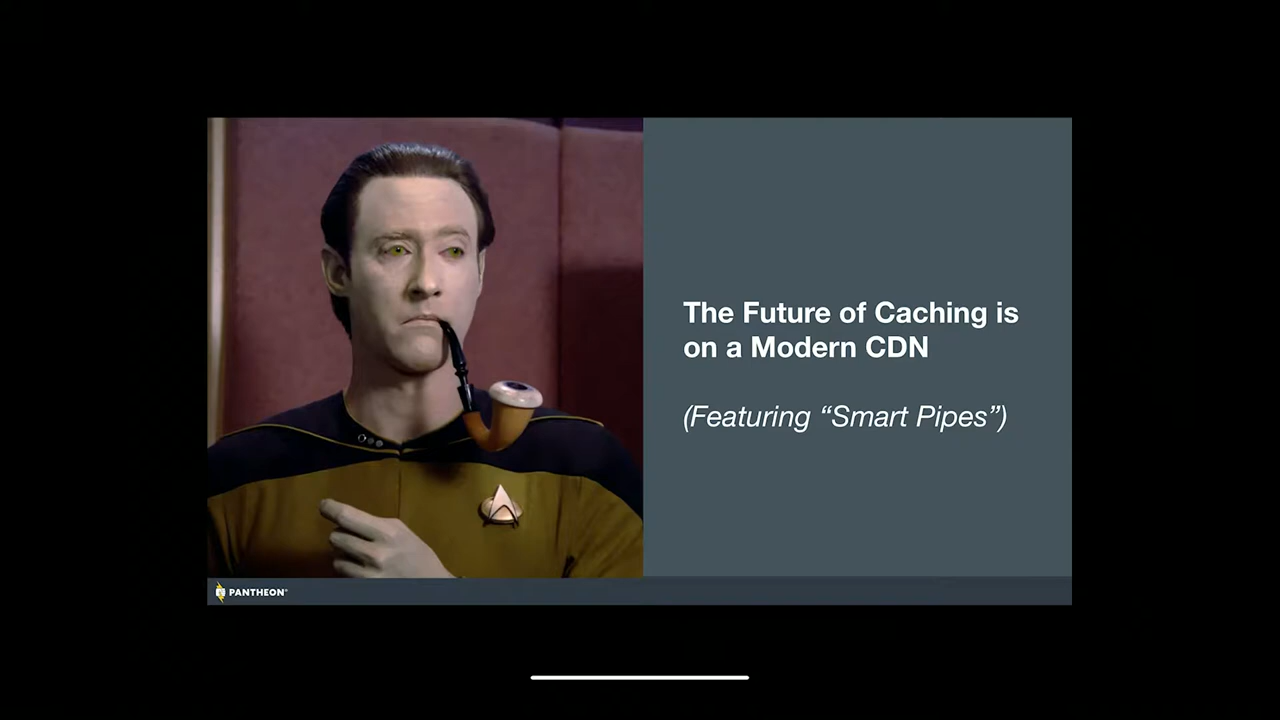 The Future of Caching is
on a Modern CDN
(Featuring “Smart Pipes”)
PANTHEON®